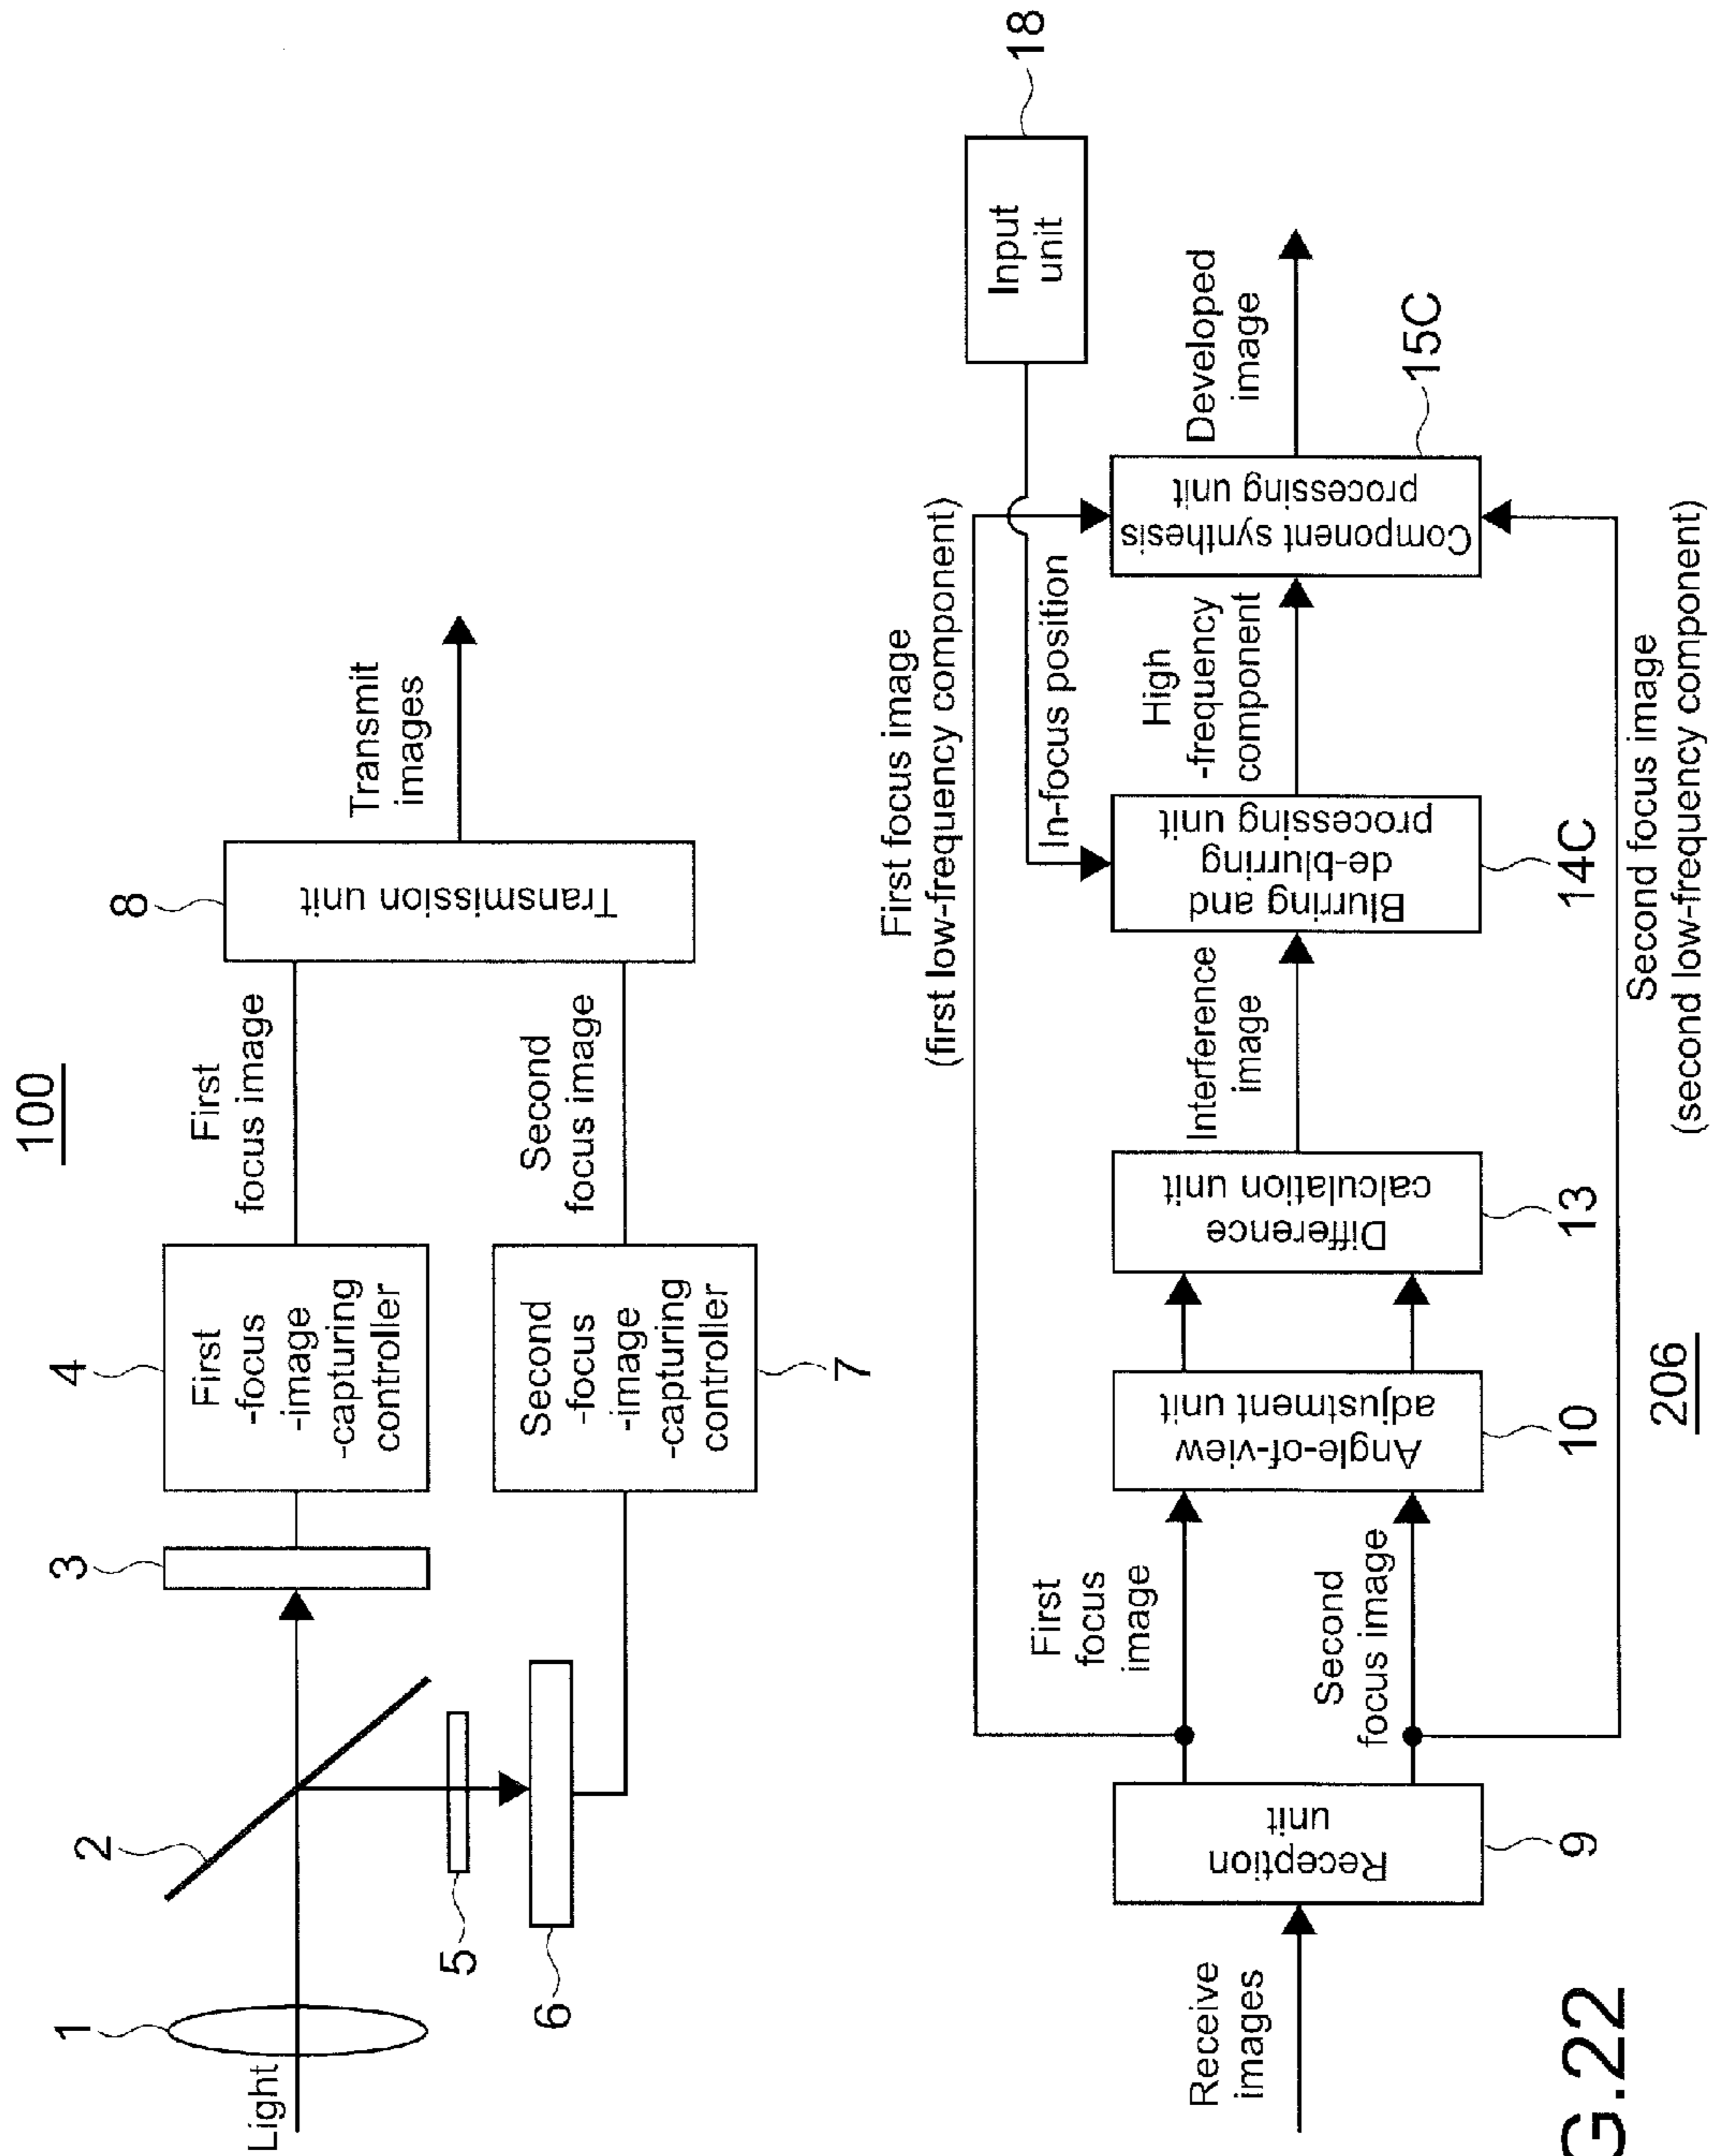 100
1
2
3
4
5
6
7
8
Light
First
-focus
-image
-capturing
controller
Second
-focus
-image
-capturing
controller
First
focus image
Second
focus image
Transmission unit
Transmit
images
206
Receive
images
Reception
unit
9
First
focus
image
Second
focus image
Angle-of-view
adjustment unit
10
Difference
calculation unit
13
Interference
image
Blurring and
de-blurring
processing unit
14C
High
-frequency
component
Component synthesis
processing unit
15C
Developed
image
Input
unit
18
In-focus position
First focus image
(first low-frequency component)
Second focus image
(second low-frequency component)
G.22